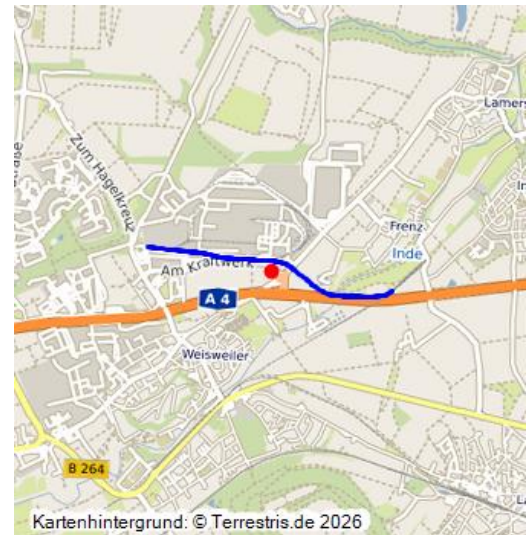 Lamers
Zum Hagelkreuz
Frenz
Inde
Am Kraftwerk
A 4
Weisweiler
B 264
Kartenhintergrund: © Terrestris.de 2026